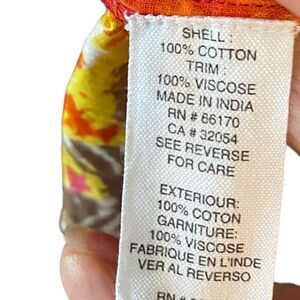 SHELL :
100% COTTON
TRIM :
100% VISCOSE
MADE IN INDIA
RN # 66170
CA # 32054
SEE REVERSE
FOR CARE
EXTERIOUR:
100% COTON
GARNITURE:
100% VISCOSE
FABRIQUE EN L'INDE
VER AL REVERSO
RN #